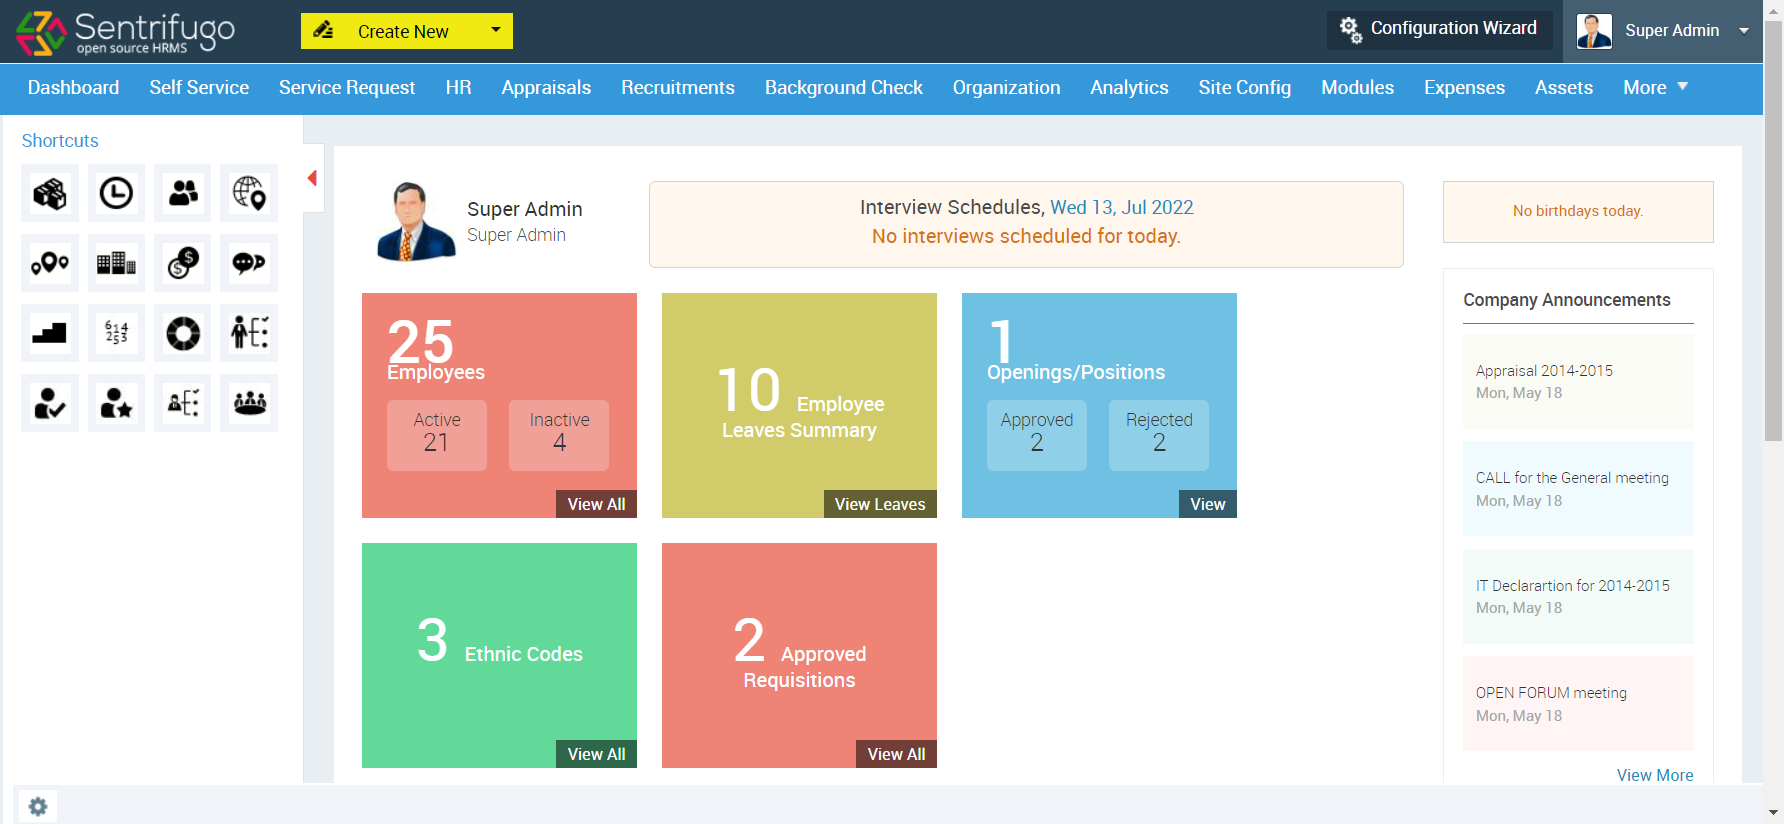 Sentrifugo
open source HRMS
Create New
Configuration Wizard
Super Admin
Dashboard Self Service Service Request HR Appraisals Recruitments Background Check Organization Analytics Site Config Modules Expenses Assets More
Shortcuts
614
253
$
$
Super Admin
Super Admin
Interview Schedules, Wed 13, Jul 2022
No interviews scheduled for today.
No birthdays today.
25
Employees
Active
21
Inactive
4
View All
10 Employee
Leaves Summary
View Leaves
1
Openings/Positions
Approved
2
Rejected
2
View
3 Ethnic Codes
View All
2 Approved
Requisitions
View All
Company Announcements
Appraisal 2014-2015
Mon, May 18
CALL for the General meeting
Mon, May 18
IT Declarartion for 2014-2015
Mon, May 18
OPEN FORUM meeting
Mon, May 18
View More